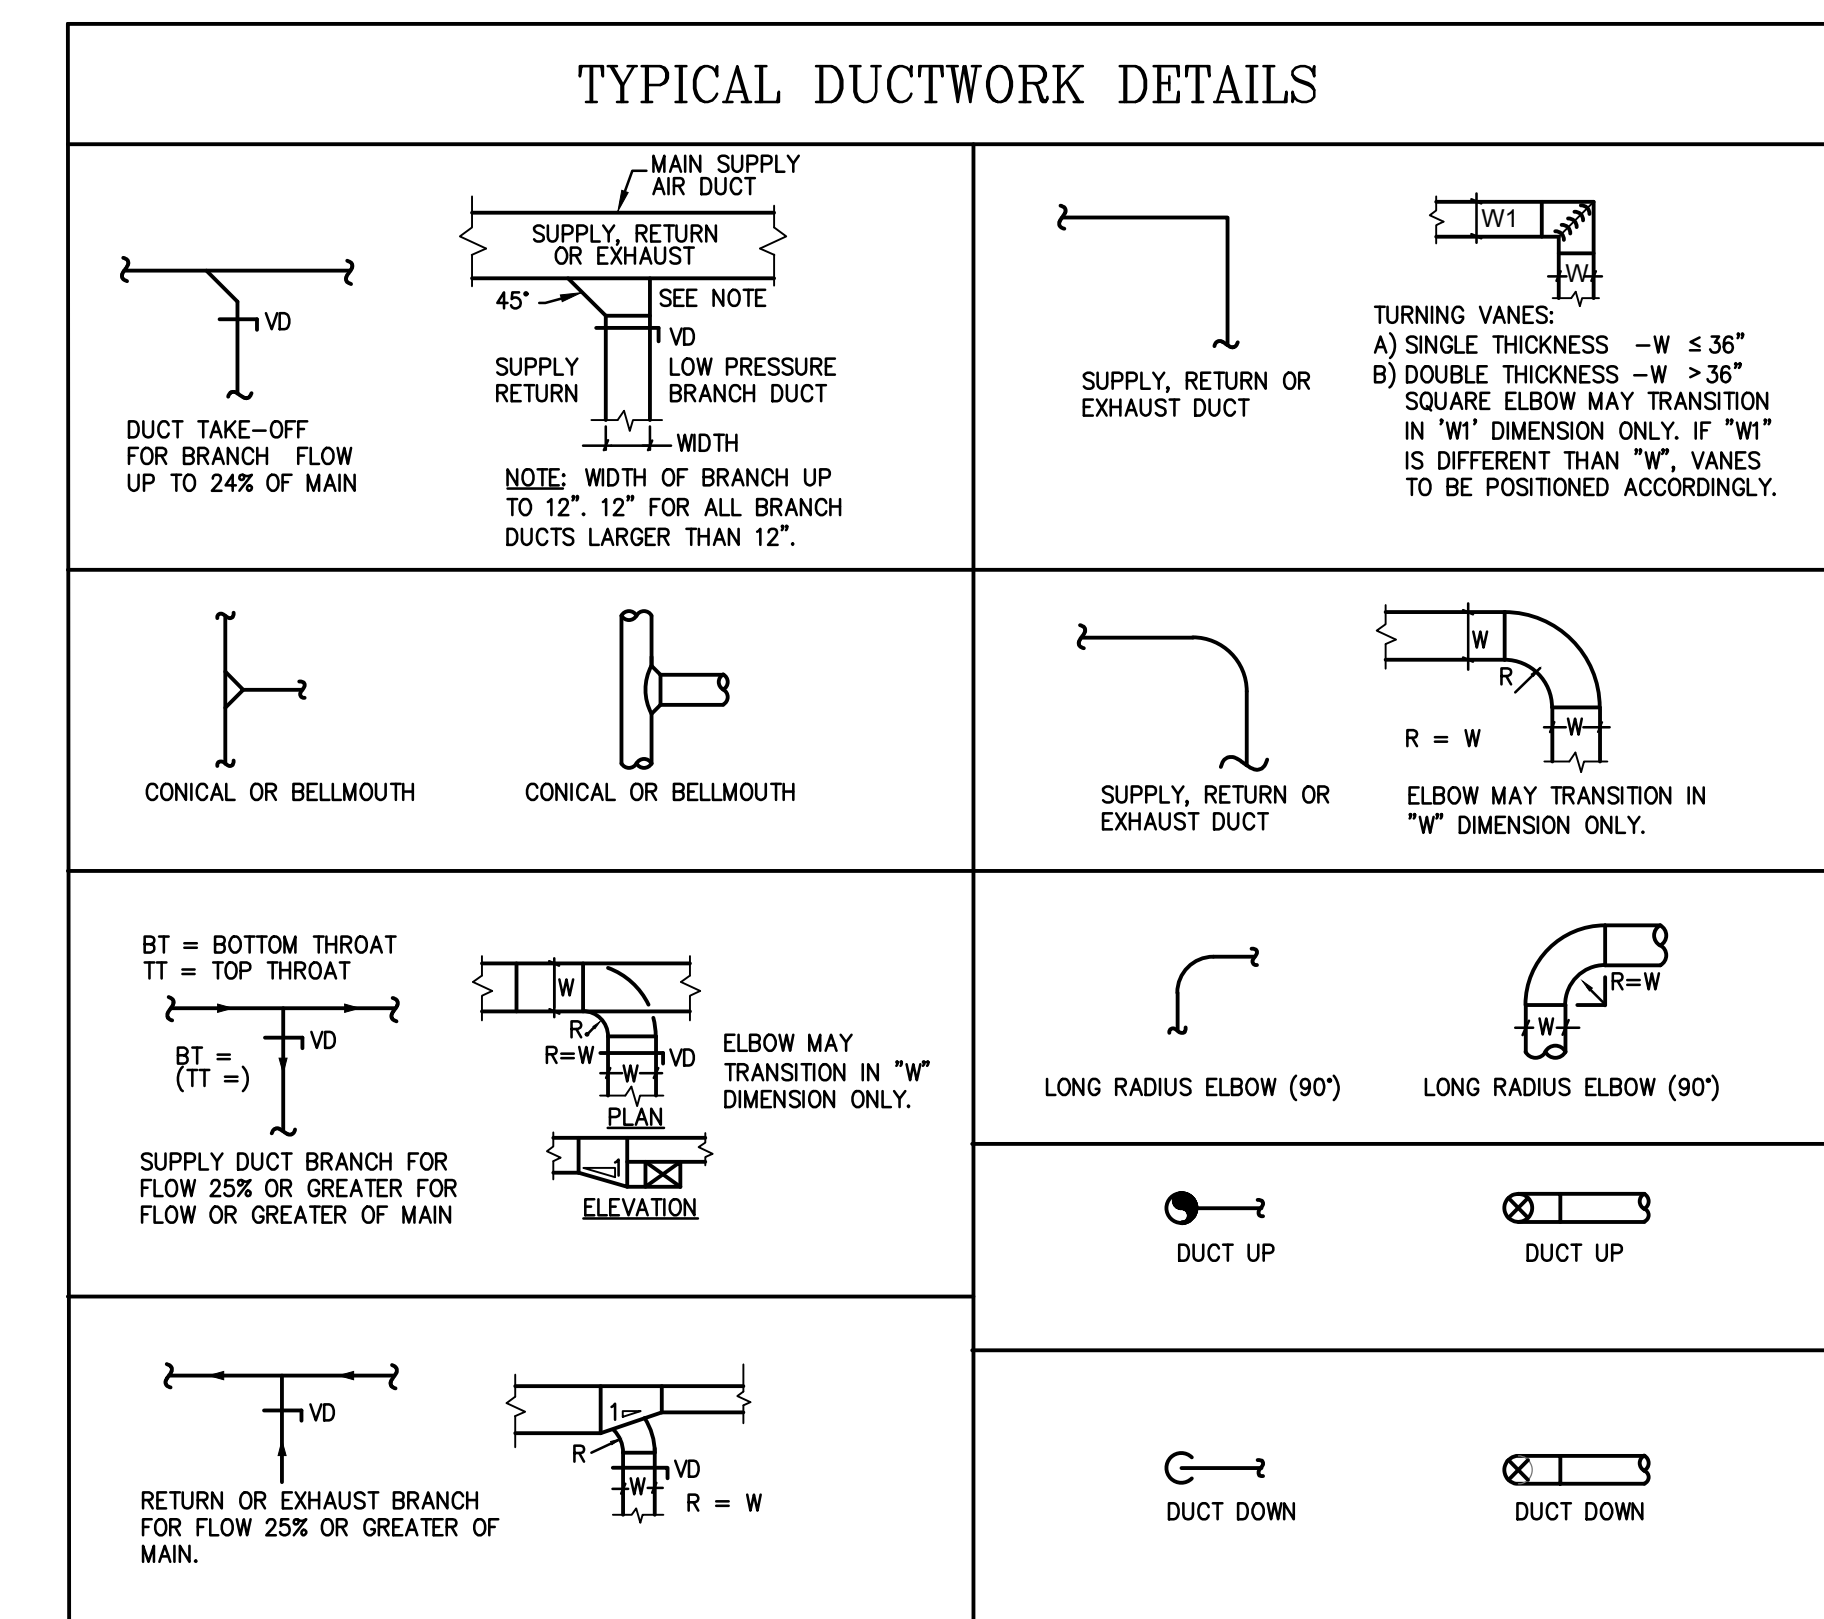 TYPICAL DUCTWORK DETAILS
MAIN SUPPLY
AIR DUCT
SUPPLY, RETURN
OR EXHAUST
45°
SEE NOTE
VD
VD
SUPPLY
RETURN
LOW PRESSURE
BRANCH DUCT
WIDTH
DUCT TAKE-OFF
FOR BRANCH FLOW
UP TO 24% OF MAIN
NOTE: WIDTH OF BRANCH UP
TO 12". 12" FOR ALL BRANCH
DUCTS LARGER THAN 12".
SUPPLY, RETURN OR
EXHAUST DUCT
W1
W
TURNING VANES:
A) SINGLE THICKNESS -W ≤ 36"
B) DOUBLE THICKNESS -W > 36"
SQUARE ELBOW MAY TRANSITION
IN 'W1' DIMENSION ONLY. IF "W1"
IS DIFFERENT THAN "W", VANES
TO BE POSITIONED ACCORDINGLY.
CONICAL OR BELLMOUTH
CONICAL OR BELLMOUTH
SUPPLY, RETURN OR
EXHAUST DUCT
W
R
W
R = W
ELBOW MAY TRANSITION IN
"W" DIMENSION ONLY.
BT = BOTTOM THROAT
TT = TOP THROAT
VD
BT =
(TT =)
SUPPLY DUCT BRANCH FOR
FLOW 25% OR GREATER FOR
FLOW OR GREATER OF MAIN
W
R
R=W
VD
W
PLAN
ELBOW MAY
TRANSITION IN "W"
DIMENSION ONLY.
1
ELEVATION
LONG RADIUS ELBOW (90°)
R=W
W
LONG RADIUS ELBOW (90°)
DUCT UP
DUCT UP
VD
RETURN OR EXHAUST BRANCH
FOR FLOW 25% OR GREATER OF
MAIN.
1
R
VD
W
R = W
DUCT DOWN
DUCT DOWN